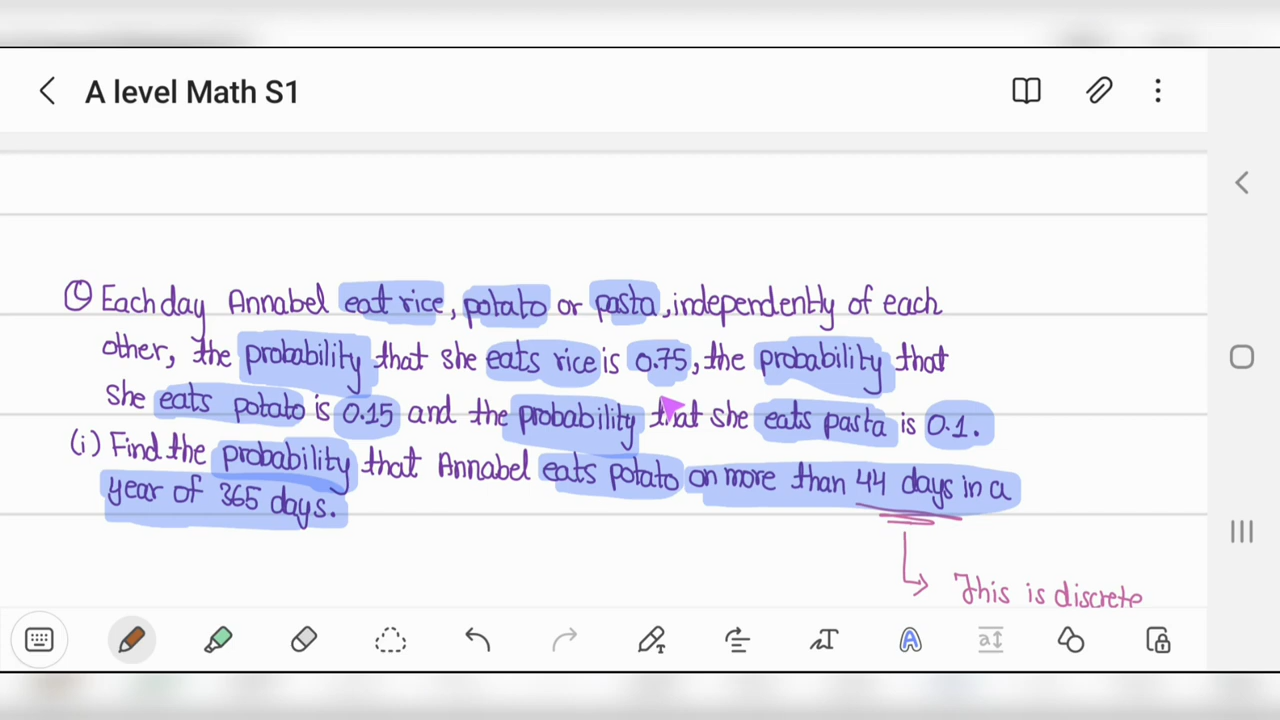 A level Math S1
Each day Annabel eat rice, potato or pasta, independently of each
other, the probability that she eats rice is 0.75, the probability that
she eats potato is 0.15 and the probability that she eats pasta is 0.1.
(i) Find the probability that Annabel eats potato on more than 44 days in a
year of 365 days.
This is discrete